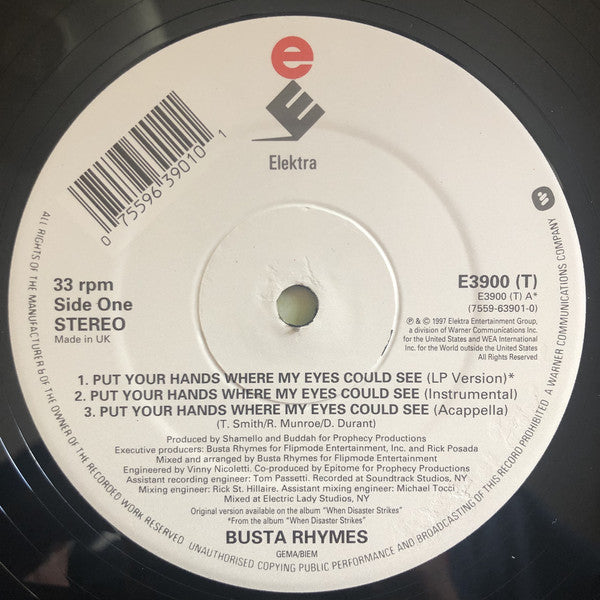 e
E
Elektra
0 75596 39010 1
33 rpm
Side One
STEREO
Made in UK
E3900 (T)
E3900 (T) A*
(7559-63901-0)
℗ & © 1997 Elektra Entertainment Group,
a division of Warner Communications Inc.
for the United States and WEA International
Inc. for the World outside the United States
All Rights Reserved
1. PUT YOUR HANDS WHERE MY EYES COULD SEE (LP Version)*
2. PUT YOUR HANDS WHERE MY EYES COULD SEE (Instrumental)
3. PUT YOUR HANDS WHERE MY EYES COULD SEE (Acappella)
(T. Smith/R. Munroe/D. Durant)
Produced by Shamello and Buddah for Prophecy Productions
Executive producers: Busta Rhymes for Flipmode Entertainment, Inc. and Rick Posada
Mixed and arranged by Busta Rhymes for Flipmode Entertainment
Engineered by Vinny Nicoletti. Co-produced by Epitome for Prophecy Productions
Assistant recording engineer: Tom Passetti. Recorded at Soundtrack Studios, NY
Mixing engineer: Rick St. Hillaire. Assistant mixing engineer: Michael Tocci
Mixed at Electric Lady Studios, NY
Original version available on the album "When Disaster Strikes"
*From the album "When Disaster Strikes"
BUSTA RHYMES
GEMA/BIEM
ALL RIGHTS OF THE MANUFACTURER & OF THE OWNER OF THE RECORDED WORK RESERVED. UNAUTHORISED COPYING PUBLIC PERFORMANCE AND BROADCASTING OF THIS RECORD PROHIBITED A WARNER COMMUNICATIONS COMPANY